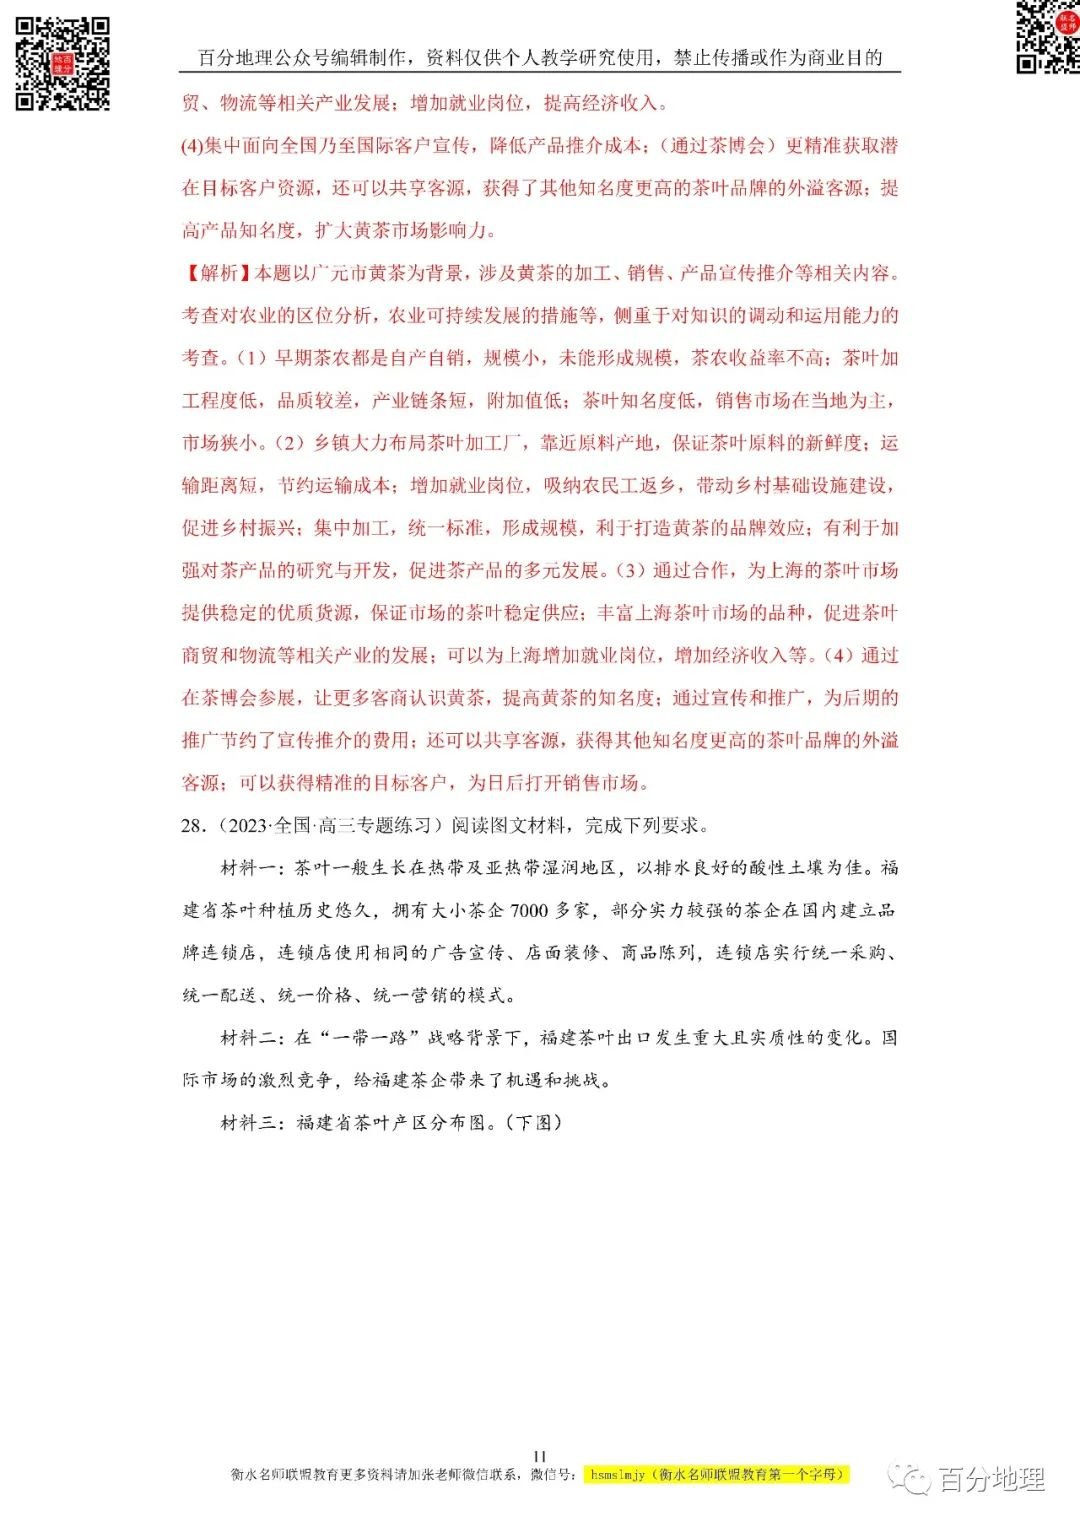 百分地理公众号编辑制作，资料仅供个人教学研究使用，禁止传播或作为商业目的
贸、物流等相关产业发展；增加就业岗位，提高经济收入。
(4)集中面向全国乃至国际客户宣传，降低产品推介成本；（通过茶博会）更精准获取潜
在目标客户资源，还可以共享客源，获得了其他知名度更高的茶叶品牌的外溢客源；提
高产品知名度，扩大黄茶市场影响力。
【解析】本题以广元市黄茶为背景，涉及黄茶的加工、销售、产品宣传推介等相关内容。
考查对农业的区位分析，农业可持续发展的措施等，侧重于对知识的调动和运用能力的
考查。（1）早期茶农都是自产自销，规模小，未能形成规模，茶农收益率不高；茶叶加
工程度低，品质较差，产业链条短，附加值低；茶叶知名度低，销售市场在当地为主，
市场狭小。（2）乡镇大力布局茶叶加工厂，靠近原料产地，保证茶叶原料的新鲜度；运
输距离短，节约运输成本；增加就业岗位，吸纳农民工返乡，带动乡村基础设施建设，
促进乡村振兴；集中加工，统一标准，形成规模，利于打造黄茶的品牌效应；有利于加
强对茶产品的研究与开发，促进茶产品的多元发展。（3）通过合作，为上海的茶叶市场
提供稳定的优质货源，保证市场的茶叶稳定供应；丰富上海茶叶市场的品种，促进茶叶
商贸和物流等相关产业的发展；可以为上海增加就业岗位，增加经济收入等。（4）通过
在茶博会参展，让更多客商认识黄茶，提高黄茶的知名度；通过宣传和推广，为后期的
推广节约了宣传推介的费用；还可以共享客源，获得其他知名度更高的茶叶品牌的外溢
客源；可以获得精准的目标客户，为日后打开销售市场。
28．（2023·全国·高三专题练习）阅读图文材料，完成下列要求。
材料一：茶叶一般生长在热带及亚热带湿润地区，以排水良好的酸性土壤为佳。福
建省茶叶种植历史悠久，拥有大小茶企 7000 多家，部分实力较强的茶企在国内建立品
牌连锁店，连锁店使用相同的广告宣传、店面装修、商品陈列，连锁店实行统一采购、
统一配送、统一价格、统一营销的模式。
材料二：在“一带一路”战略背景下，福建茶叶出口发生重大且实质性的变化。国
际市场的激烈竞争，给福建茶企带来了机遇和挑战。
材料三：福建省茶叶产区分布图。（下图）
11
衡水名师联盟教育更多资料请加张老师微信联系，微信号： hsmslmjy（衡水名师联盟教育第一个字母）
百分地理